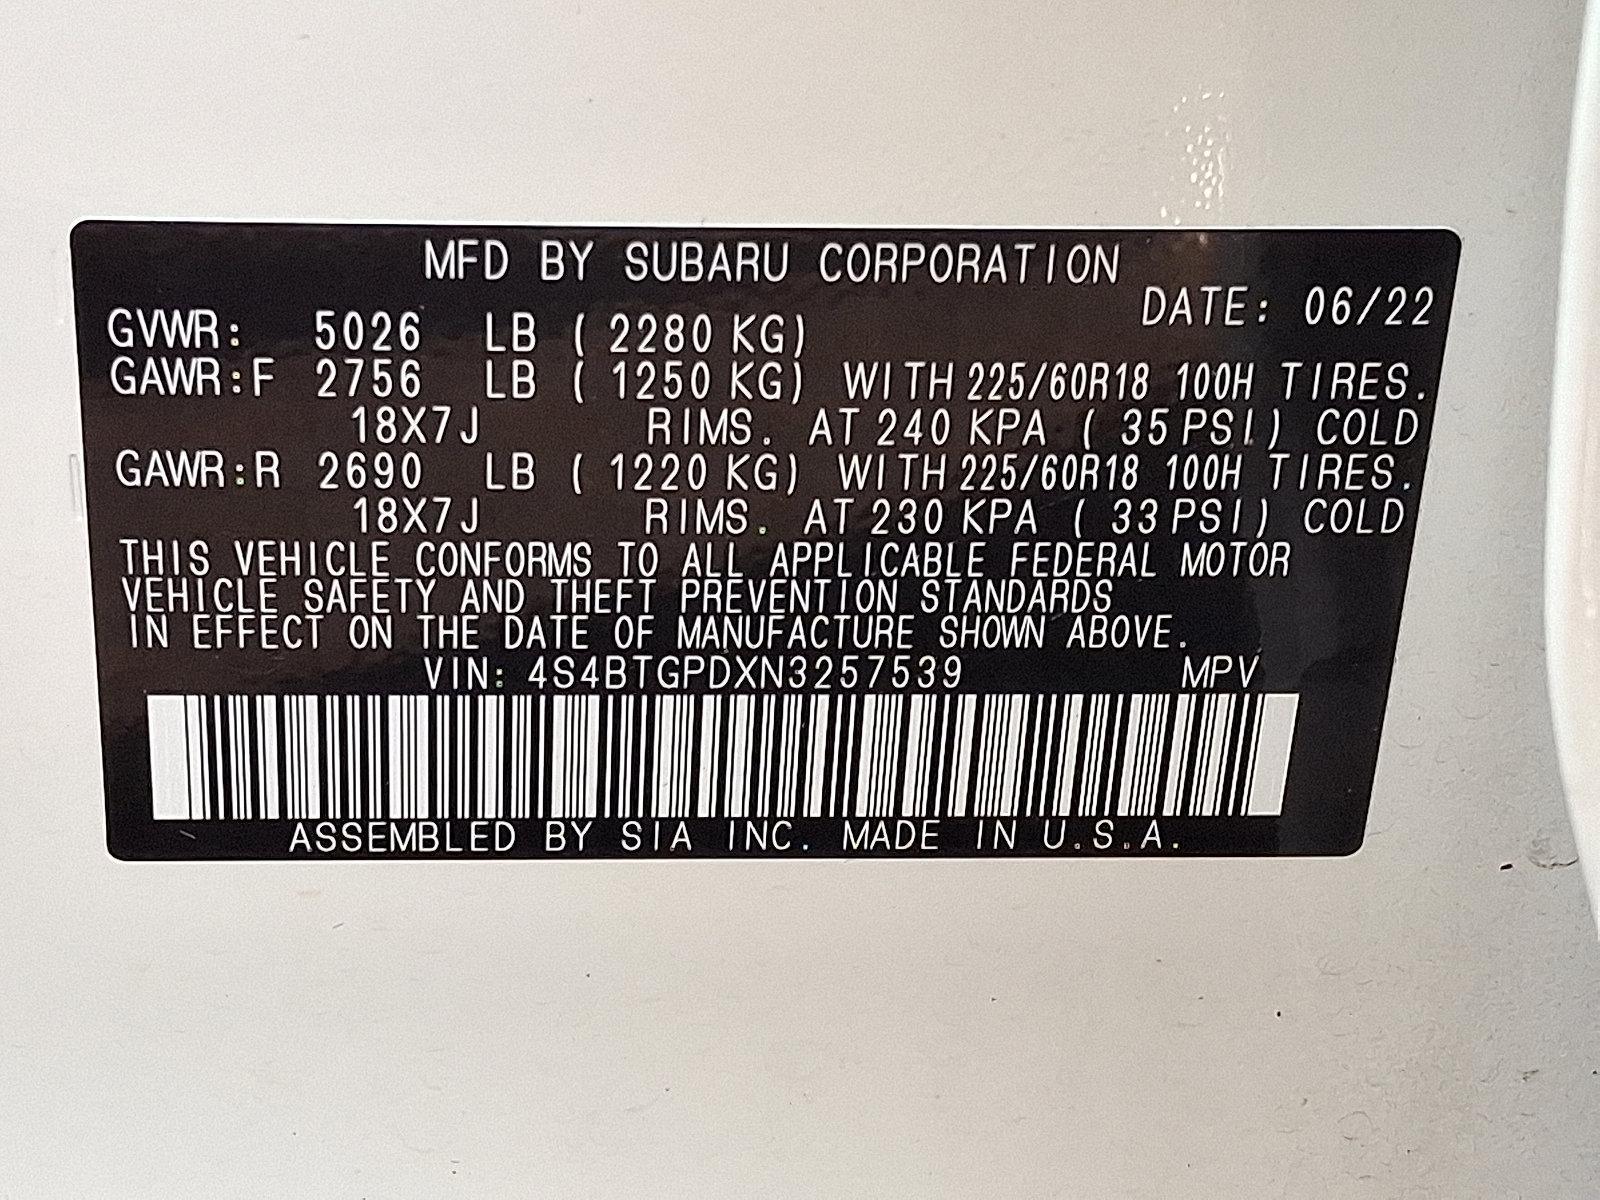 MFD BY SUBARU CORPORATION
DATE: 06/22
GVWR: 5026 LB ( 2280 KG)
GAWR:F 2756 LB ( 1250 KG) WITH 225/60R18 100H TIRES.
18X7J RIMS. AT 240 KPA ( 35 PSI) COLD
GAWR:R 2690 LB ( 1220 KG) WITH 225/60R18 100H TIRES.
18X7J RIMS. AT 230 KPA ( 33 PSI) COLD
THIS VEHICLE CONFORMS TO ALL APPLICABLE FEDERAL MOTOR
VEHICLE SAFETY AND THEFT PREVENTION STANDARDS
IN EFFECT ON THE DATE OF MANUFACTURE SHOWN ABOVE.
VIN: 4S4BTGPDXN3257539 MPV
ASSEMBLED BY SIA INC. MADE IN U.S.A.